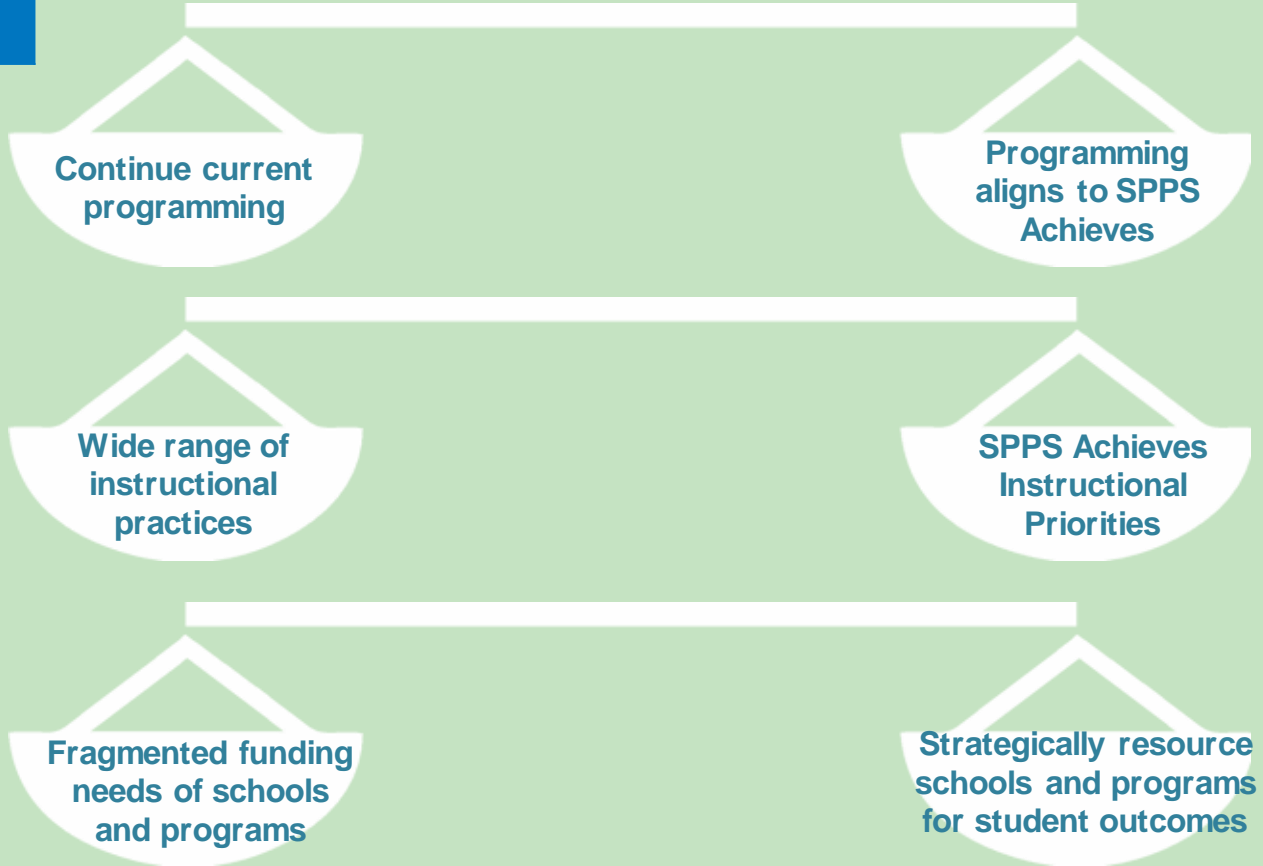 Continue current
programming
Programming
aligns to SPPS
Achieves
Wide range of
instructional
practices
SPPS Achieves
Instructional
Priorities
Fragmented funding
needs of schools
and programs
Strategically resource
schools and programs
for student outcomes